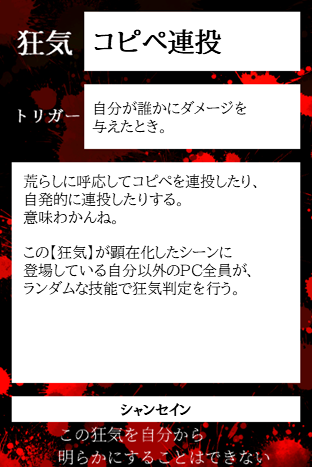 狂気 コピペ連投
トリガー
自分が誰かにダメージを
与えたとき。
荒らしに呼応してコピペを連投したり、
自発的に連投したりする。
意味わかんね。
この【狂気】が顕在化したシーンに
登場している自分以外のPC全員が、
ランダムな技能で狂気判定を行う。
シャンセイン
この狂気を自分から
明らかにすることはできない